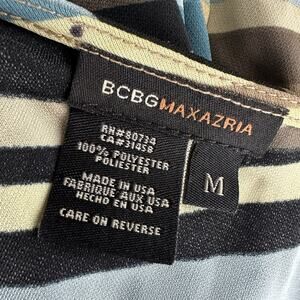 BCBGMAXAZRIA
RN#80734
CA#31458
100% POLYESTER
POLIESTER
MADE IN USA
FABRIQUE AUX USA
HECHO EN USA
CARE ON REVERSE
M